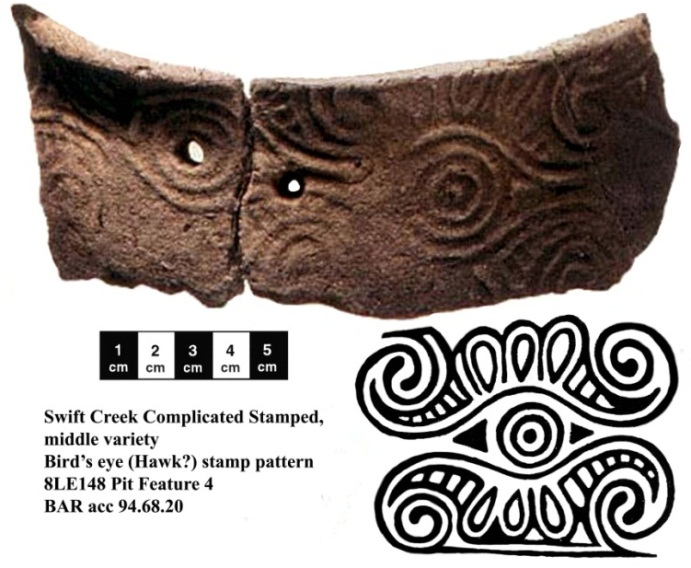 1 2 3 4 5
cm cm cm cm cm
Swift Creek Complicated Stamped,
middle variety
Bird's eye (Hawk?) stamp pattern
8LE148 Pit Feature 4
BAR acc 94.68.20